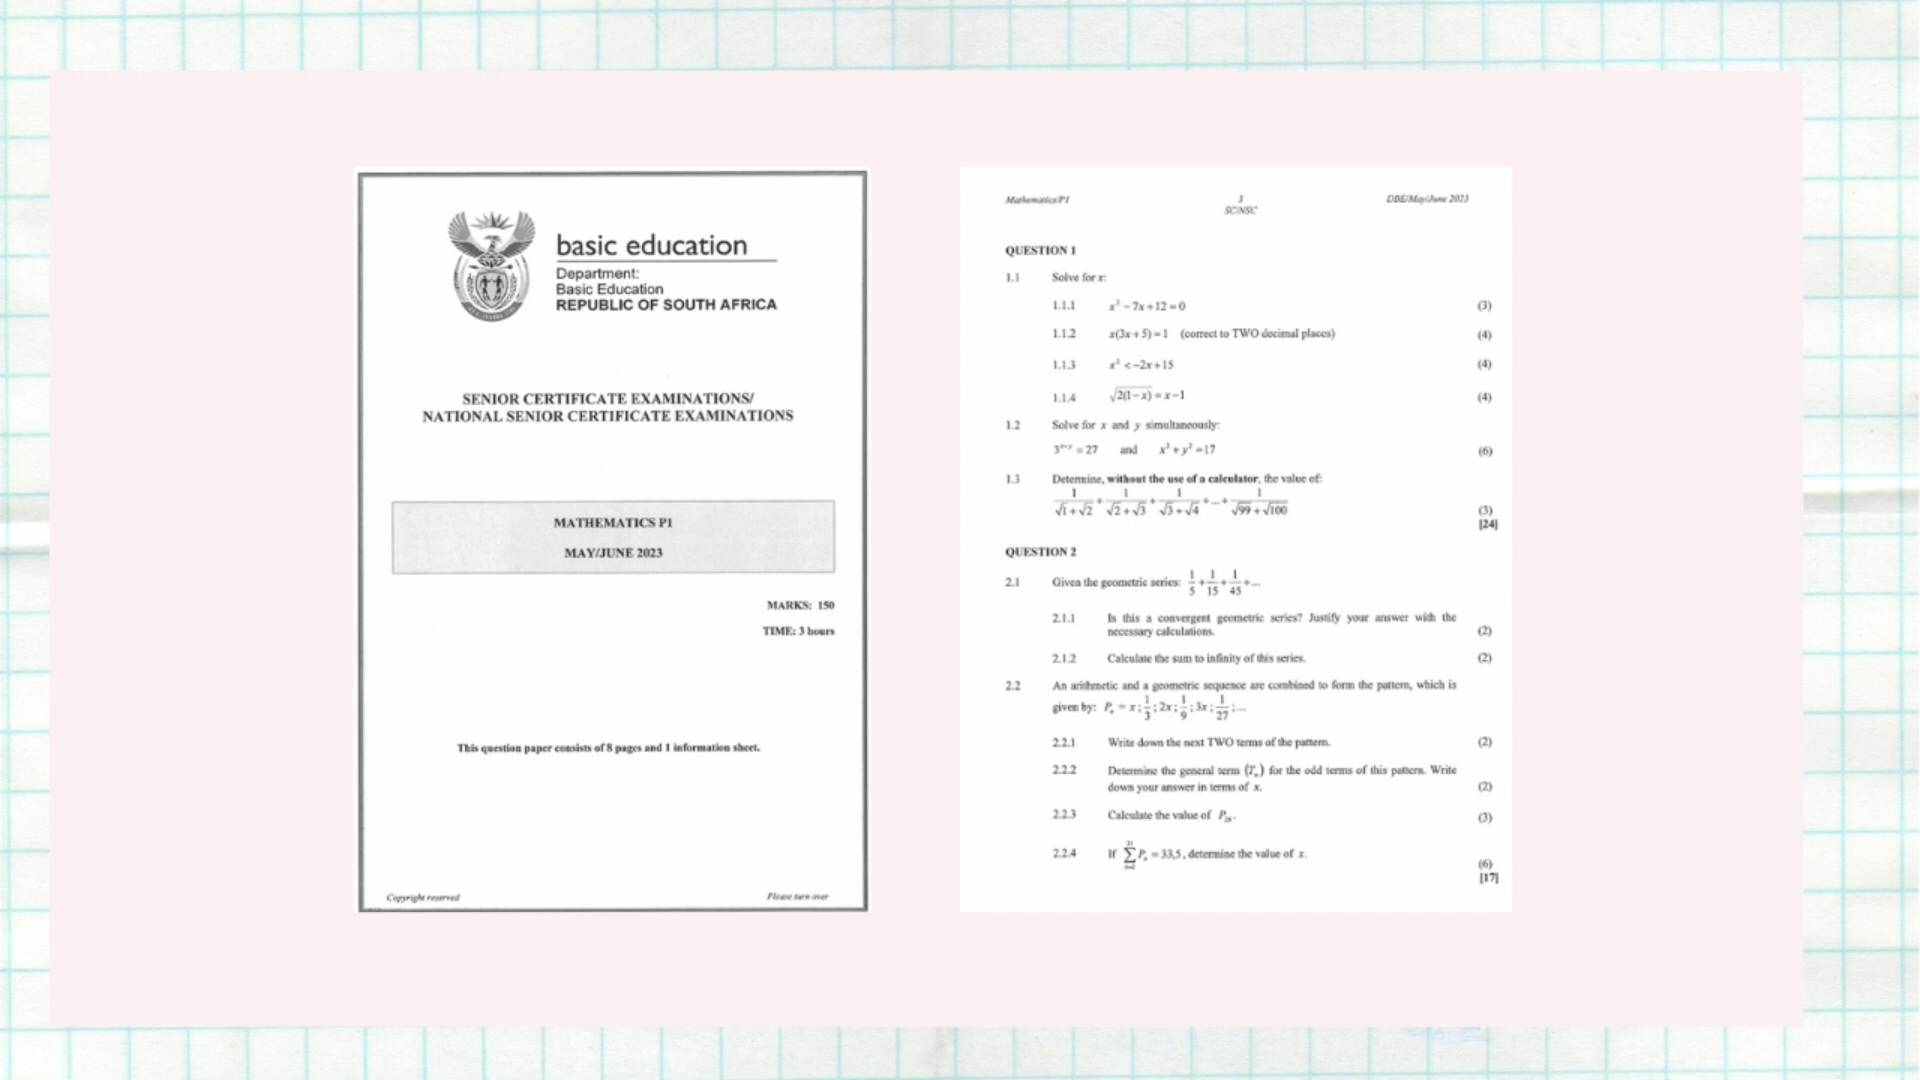 basic education
Department:
Basic Education
REPUBLIC OF SOUTH AFRICA
SENIOR CERTIFICATE EXAMINATIONS/
NATIONAL SENIOR CERTIFICATE EXAMINATIONS
MATHEMATICS P1
MAY/JUNE 2023
MARKS: 150
TIME: 3 hours
This question paper consists of 8 pages and 1 information sheet.
Copyright reserved Please turn over
Mathematics/P1 3 DBE/May/June 2023
SC/NSC
QUESTION 1
1.1 Solve for x:
1.1.1 x² − 7x + 12 = 0 (3)
1.1.2 x(3x + 5) = 1 (correct to TWO decimal places) (4)
1.1.3 x² < −2x + 15 (4)
1.1.4 √(2(1 − x)) = x − 1 (4)
1.2 Solve for x and y simultaneously:
3^(x+y) = 27 and x² + y² = 17 (6)
1.3 Determine, without the use of a calculator, the value of:
1/(√1 + √2) + 1/(√2 + √3) + 1/(√3 + √4) + ... + 1/(√99 + √100) (3)
[24]
QUESTION 2
2.1 Given the geometric series: 1/5 + 1/15 + 1/45 + ...
2.1.1 Is this a convergent geometric series? Justify your answer with the
necessary calculations. (2)
2.1.2 Calculate the sum to infinity of this series. (2)
2.2 An arithmetic and a geometric sequence are combined to form the pattern, which is
given by: Pₙ = x ; 1/3 ; 2x ; 1/9 ; 3x ; 1/27 ; ...
2.2.1 Write down the next TWO terms of the pattern. (2)
2.2.2 Determine the general term (Tₙ) for the odd terms of this pattern. Write
down your answer in terms of x. (2)
2.2.3 Calculate the value of P₂₆. (3)
2.2.4 If ∑ Pₙ = 33,5, determine the value of x. (6)
[17]